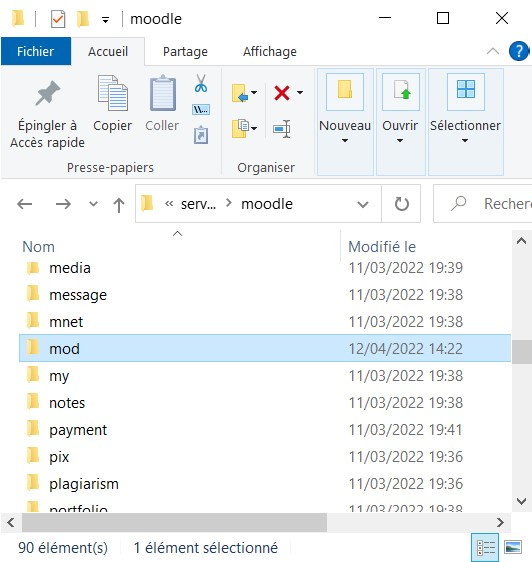 moodle
Fichier Accueil Partage Affichage
Épingler à Accès rapide
Copier
Coller
Nouveau
Ouvrir
Sélectionner
Presse-papiers
Organiser
« serv... > moodle
Recher
Nom Modifié le
media 11/03/2022 19:39
message 11/03/2022 19:38
mnet 11/03/2022 19:38
mod 12/04/2022 14:22
my 11/03/2022 19:38
notes 11/03/2022 19:38
payment 11/03/2022 19:41
pix 11/03/2022 19:36
plagiarism 11/03/2022 19:36
portfolio 11/03/2022 19:38
90 élément(s) 1 élément sélectionné